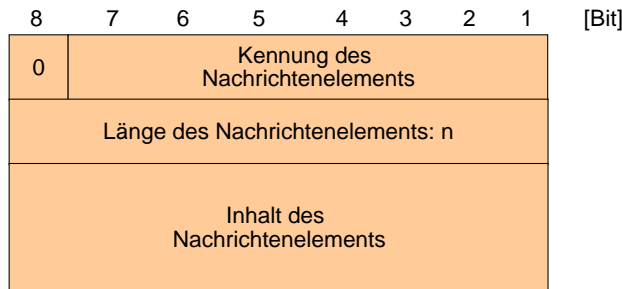 8 7 6 5 4 3 2 1 [Bit]
0
Kennung des
Nachrichtenelements
Länge des Nachrichtenelements: n
Inhalt des
Nachrichtenelements